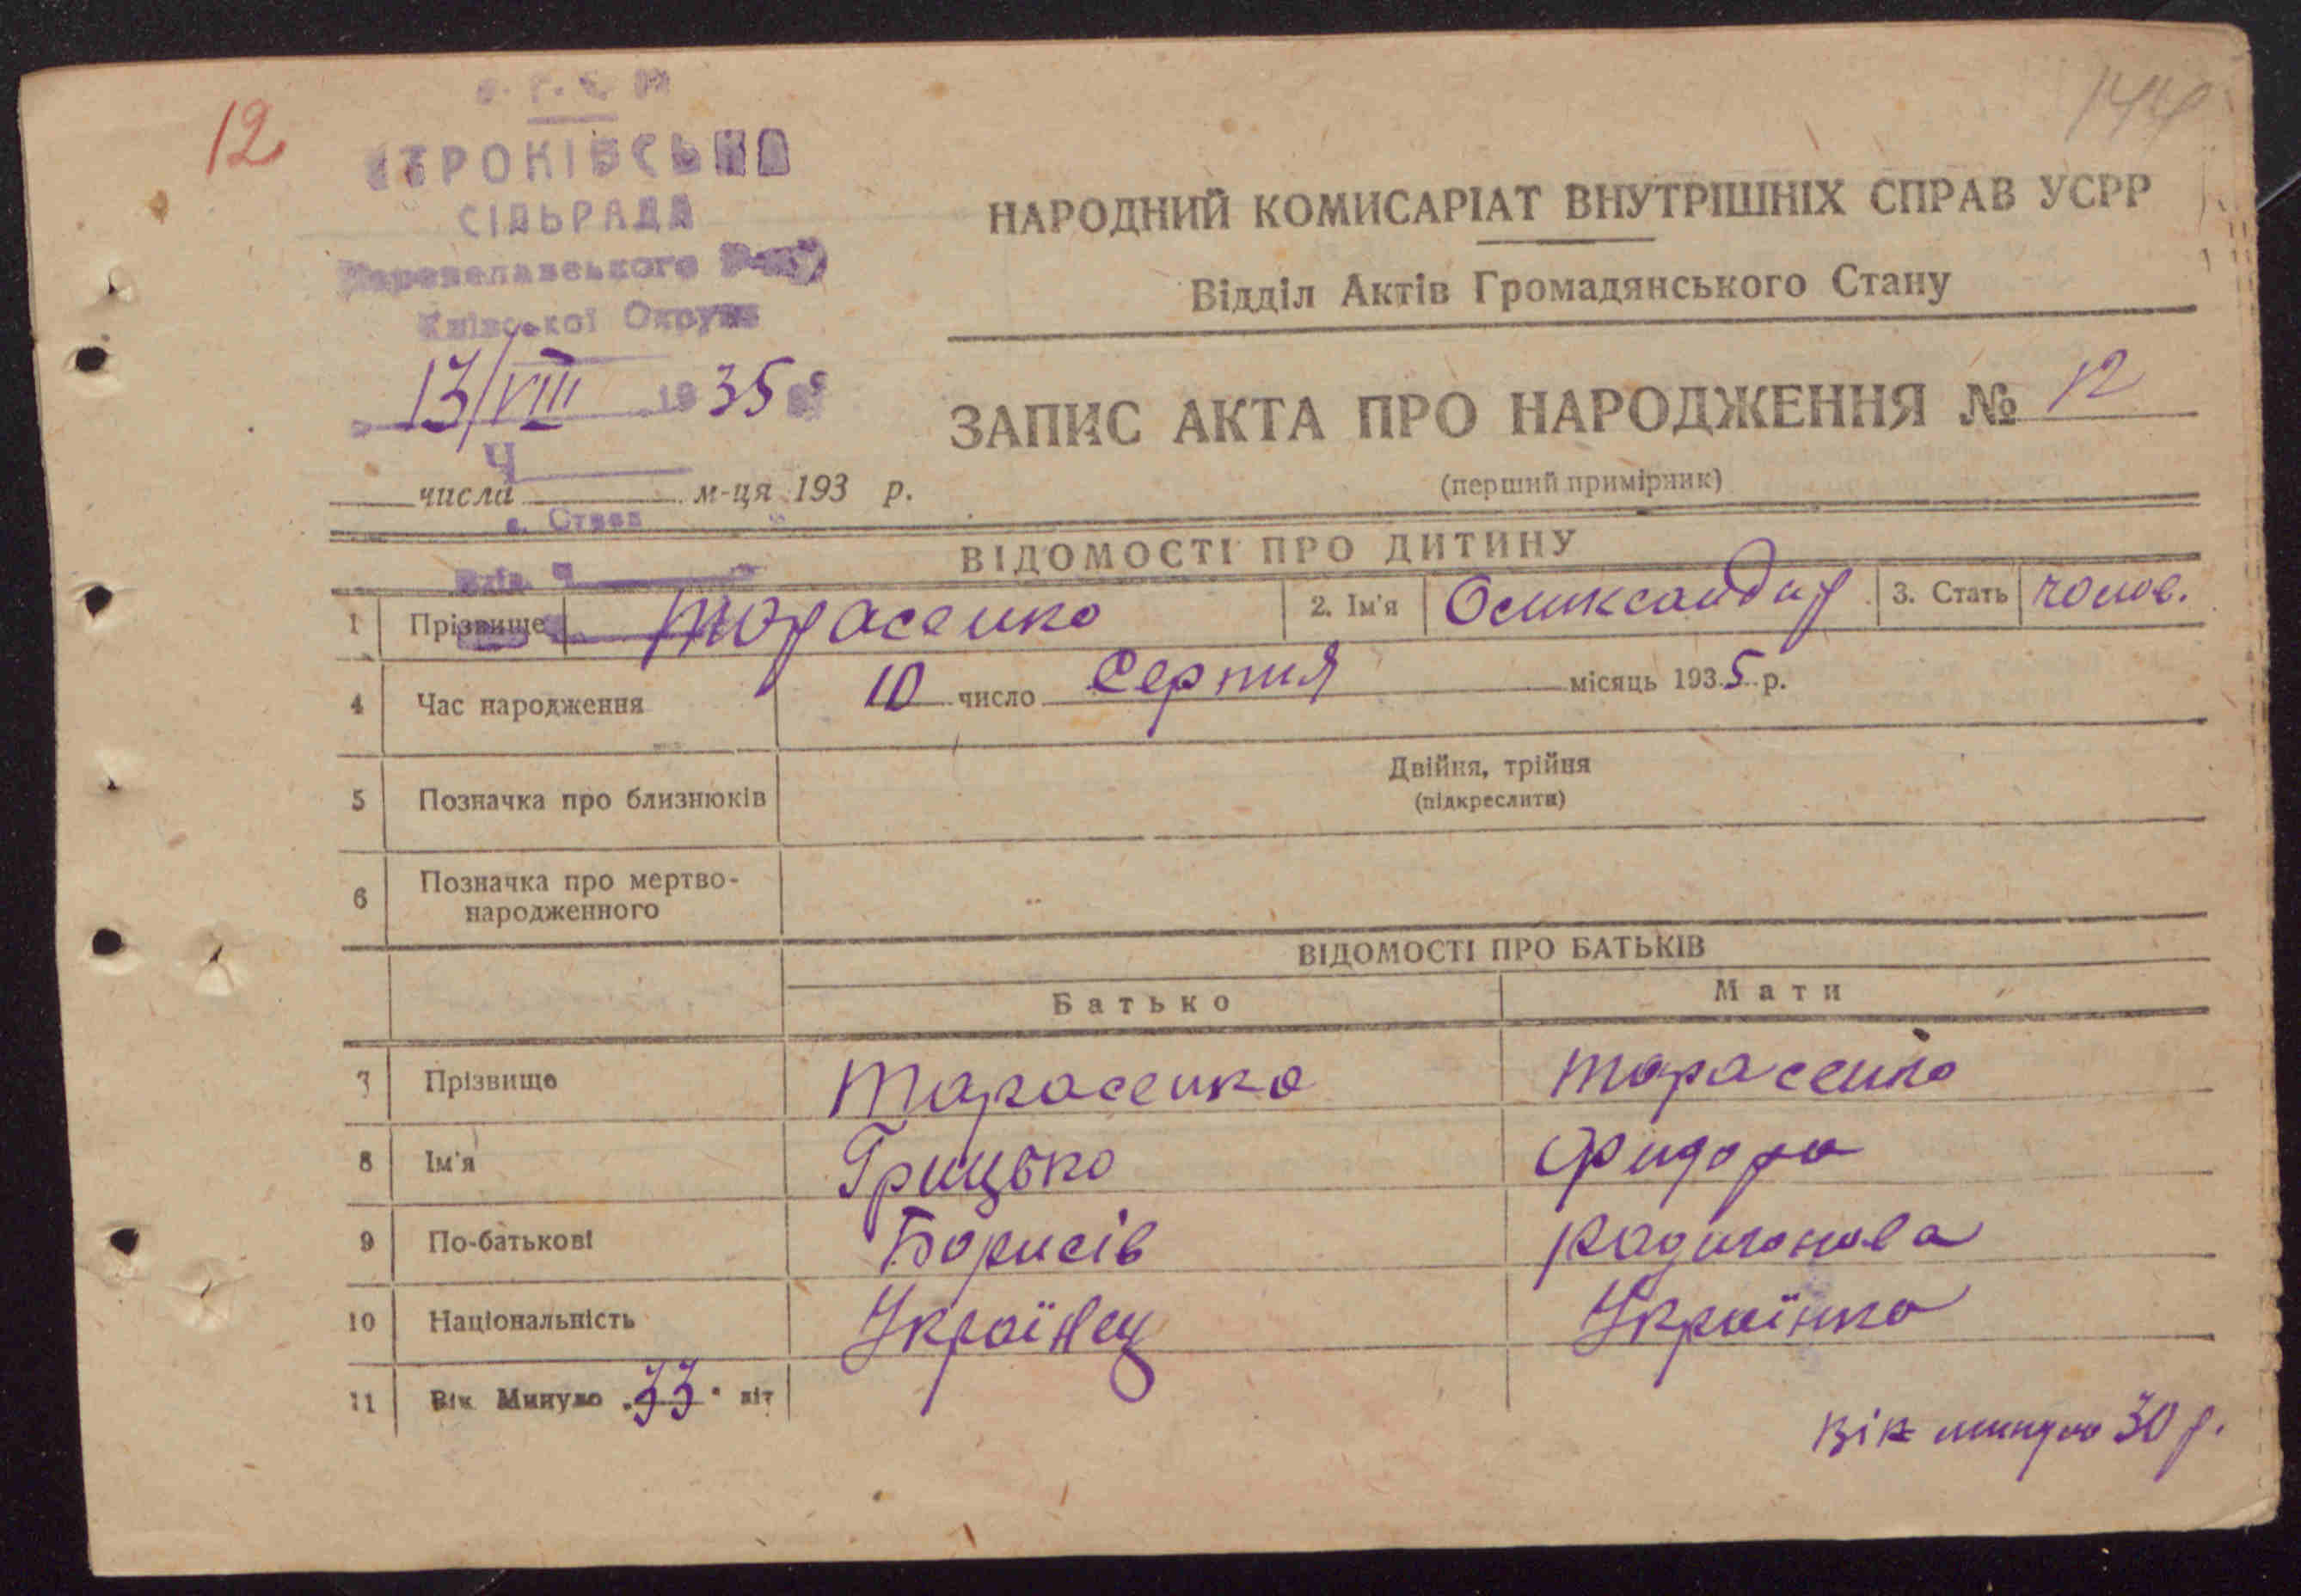 12
144
СТРОКІВСЬКА
СІЛЬРАДА
Переяславського
Київської Округи
13/VIII 1935
Ч
НАРОДНИЙ КОМИСАРІАТ ВНУТРІШНІХ СПРАВ УСРР
Відділ Актів Громадянського Стану
ЗАПИС АКТА ПРО НАРОДЖЕННЯ № 12
(перший примірник)
числа м-ця 193 р.
ВІДОМОСТІ ПРО ДИТИНУ
1 Прізвище Тарасенко 2. Ім'я Оликсандир 3. Стать чолов.
4 Час народження 10 число Серпня місяць 1935 р.
5 Позначка про близнюків Двійня, трійня
(підкреслити)
6 Позначка про мертво-
народженного
ВІДОМОСТІ ПРО БАТЬКІВ
Батько Мати
7 Прізвище Тарасенко Тарасенко
8 Ім'я Грицько Фидора
9 По-батькові Борисів Радионова
10 Національність Українец Українка
11 Вік Минуло 33 літ
Вік минуло 30 р.